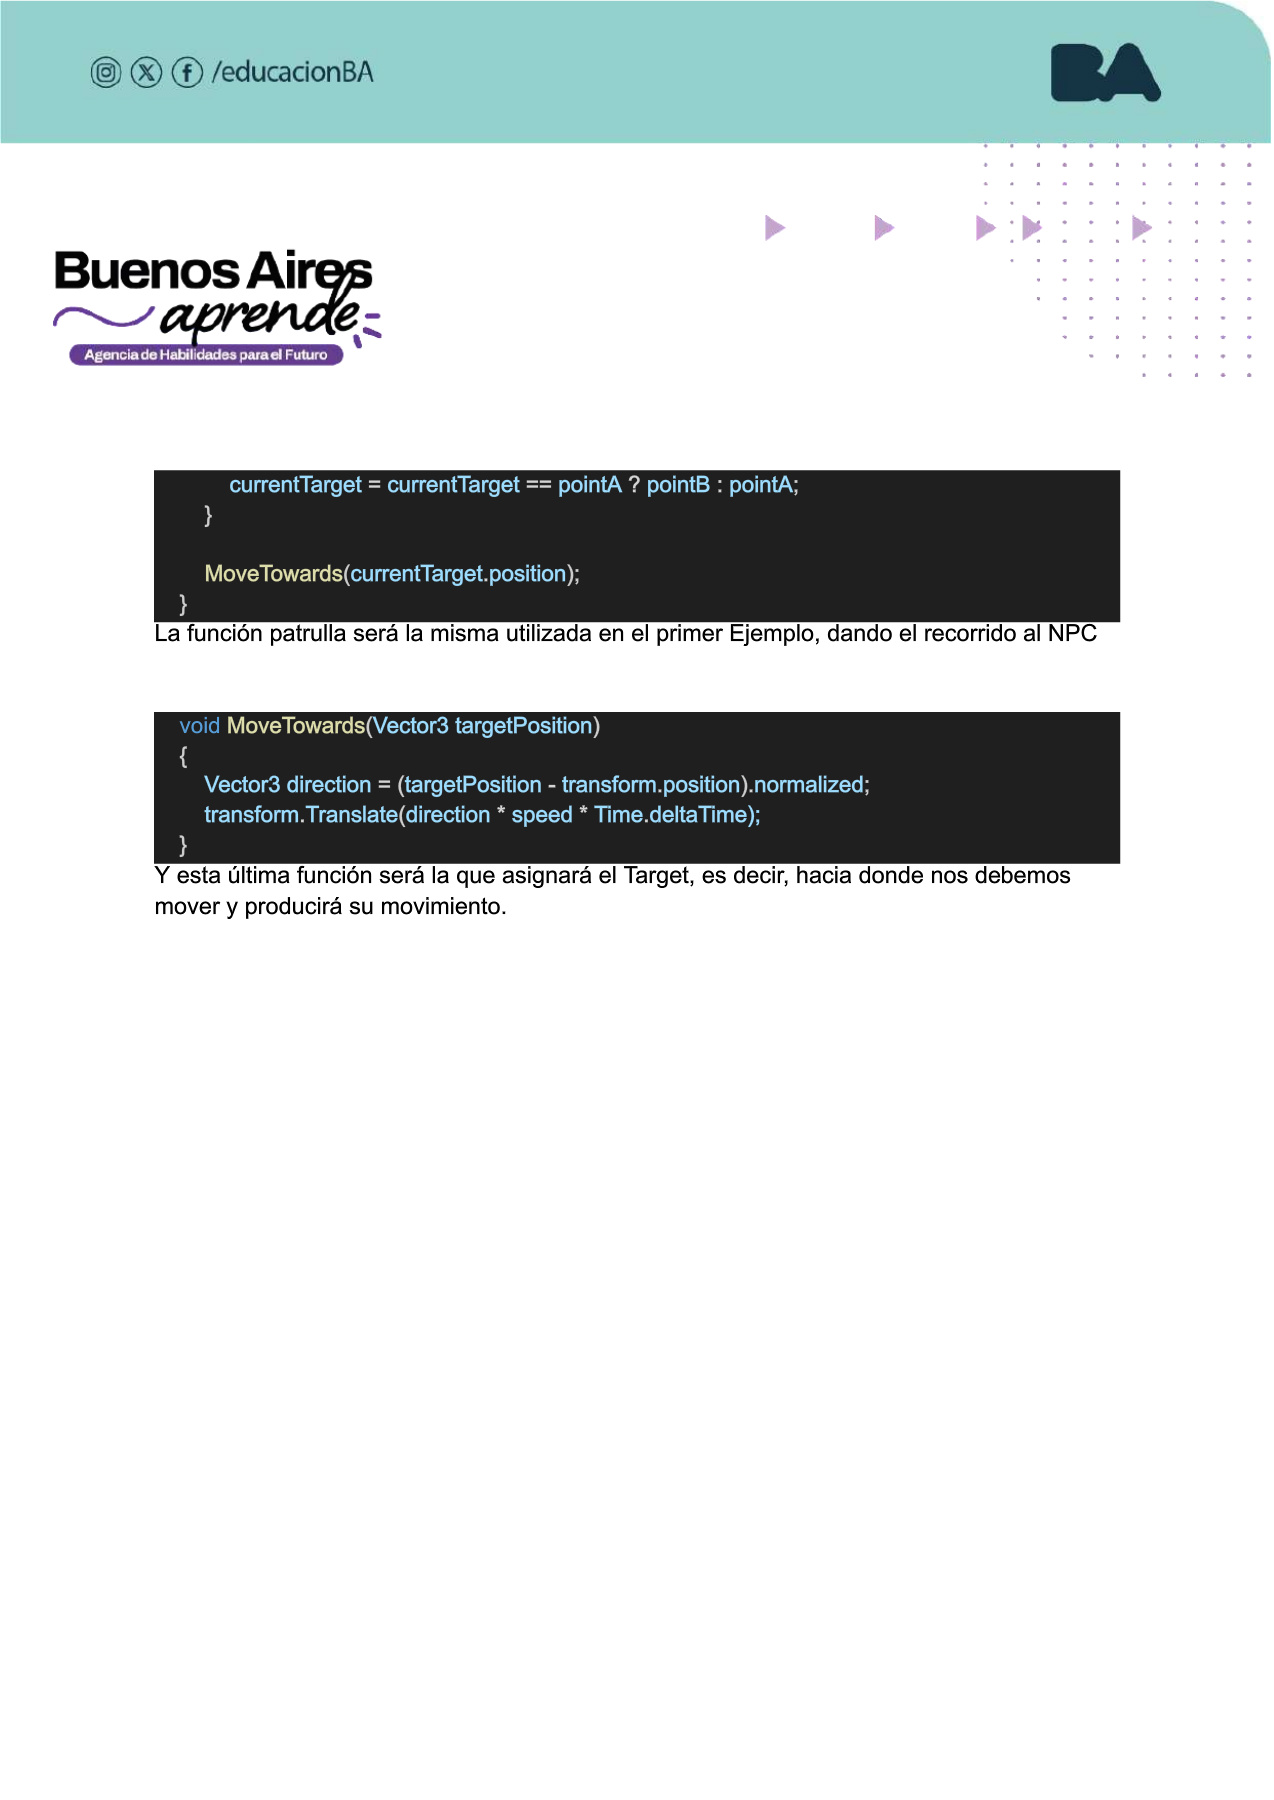 /educacionBA
BA
Buenos Aires
aprende
Agencia de Habilidades para el Futuro
currentTarget = currentTarget == pointA ? pointB : pointA;
}
MoveTowards(currentTarget.position);
}
La función patrulla será la misma utilizada en el primer Ejemplo, dando el recorrido al NPC
void MoveTowards(Vector3 targetPosition)
{
Vector3 direction = (targetPosition - transform.position).normalized;
transform.Translate(direction * speed * Time.deltaTime);
}
Y esta última función será la que asignará el Target, es decir, hacia donde nos debemos
mover y producirá su movimiento.